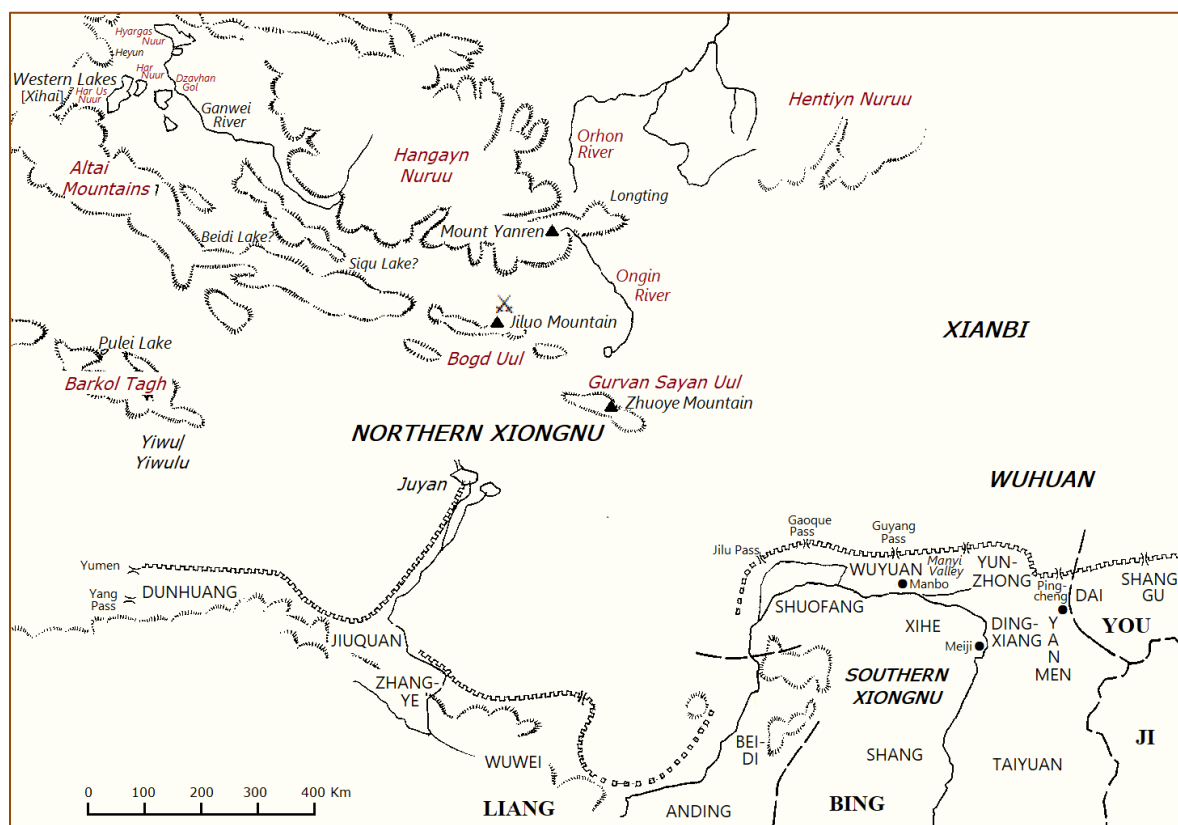 Hyargas
Nuur
Heyun
Western Lakes
[Xihai]
Har
Nuur
Har Us
Nuur
Dzavhan
Gol
Ganwei
River
Altai
Mountains
Hangayn
Nuruu
Orhon
River
Hentiyn Nuruu
Longting
Mount Yanren
Beidi Lake?
Siqu Lake?
Ongin
River
Jiluo Mountain
XIANBI
Pulei Lake
Bogd Uul
Barkol Tagh
Gurvan Sayan Uul
Zhuoye Mountain
NORTHERN XIONGNU
Yiwu/
Yiwulu
Juyan
WUHUAN
Gaoque
Pass
Guyang
Pass
Jilu Pass
Yumen
Yang
Pass
DUNHUANG
WUYUAN
Manyi
Valley
Manbo
YUN-
ZHONG
Ping-
cheng
DAI
SHANG
GU
SHUOFANG
XIHE
DING-
XIANG
YAN
MEN
YOU
Meiji
JIUQUAN
ZHANG-
YE
SOUTHERN
XIONGNU
BEI-
DI
JI
WUWEI
SHANG
TAIYUAN
0 100 200 400 Km
LIANG
ANDING
BING